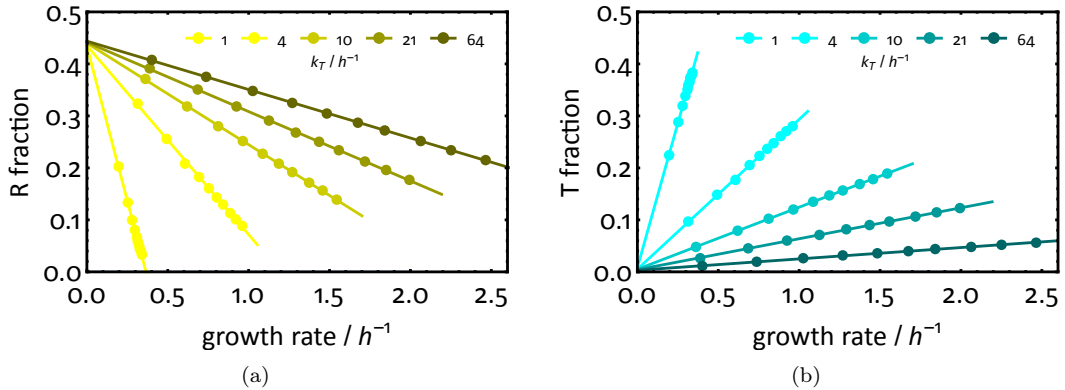 1 4 10 21 64
k_T / h⁻¹
R fraction
0.4
0.3
0.2
0.1
0.0
0.0 0.5 1.0 1.5 2.0 2.5
growth rate / h⁻¹
(a)
1 4 10 21 64
k_T / h⁻¹
T fraction
0.5
0.4
0.3
0.2
0.1
0.0
0.0 0.5 1.0 1.5 2.0 2.5
growth rate / h⁻¹
(b)